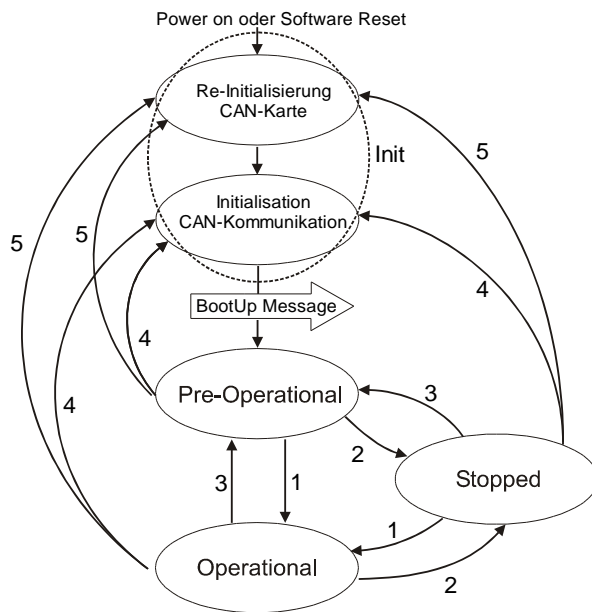 Power on oder Software Reset
Re-Initialisierung
CAN-Karte
Init
5
Initialisation
CAN-Kommunikation
5
5
4
BootUp Message
4
4
Pre-Operational
3
2
3
1
Stopped
1
Operational
2